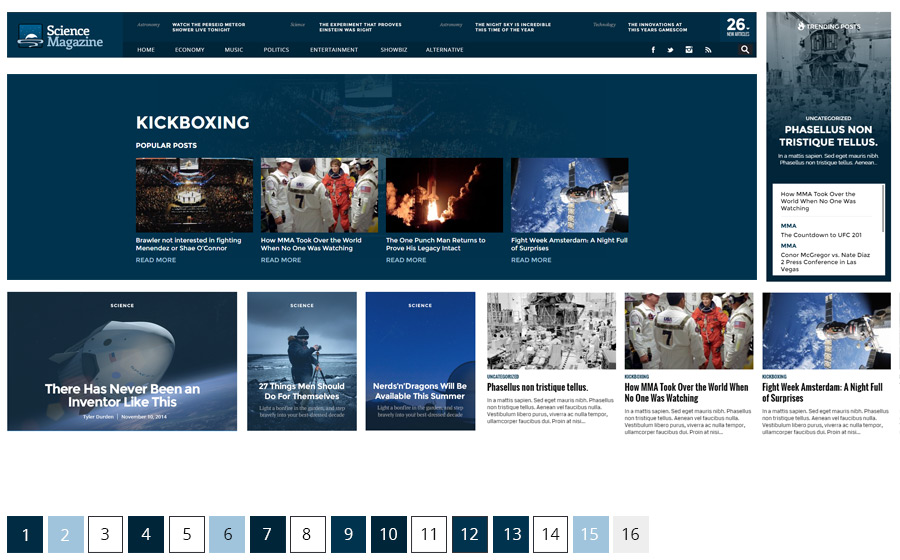 Science
Magazine
Astronomy
WATCH THE PERSEID METEOR
SHOWER LIVE TONIGHT
Science
THE EXPERIMENT THAT PROOVES
EINSTEIN WAS RIGHT
Astronomy
THE NIGHT SKY IS INCREDIBLE
THIS TIME OF THE YEAR
Technology
THE INNOVATIONS AT
THIS YEARS GAMESCOM
26
NEW ARTICLES
HOME ECONOMY MUSIC POLITICS ENTERTAINMENT SHOWBIZ ALTERNATIVE
TRENDING POSTS
UNCATEGORIZED
PHASELLUS NON
TRISTIQUE TELLUS.
In a mattis sapien. Sed eget mauris nibh.
Phasellus non tristique tellus. Aenean...
How MMA Took Over the
World When No One Was
Watching
MMA
The Countdown to UFC 201
MMA
Conor McGregor vs. Nate Diaz
2 Press Conference in Las
Vegas
KICKBOXING
POPULAR POSTS
Brawler not interested in fighting
Menendez or Shae O'Connor
READ MORE
How MMA Took Over the World
When No One Was Watching
READ MORE
The One Punch Man Returns to
Prove His Legacy Intact
READ MORE
Fight Week Amsterdam: A Night Full
of Surprises
READ MORE
SCIENCE
There Has Never Been an
Inventor Like This
Tyler Durden | November 10, 2014
SCIENCE
27 Things Men Should
Do For Themselves
Light a bonfire in the garden, and step
bravely into your best-dressed decade
SCIENCE
Nerds'n'Dragons Will Be
Available This Summer
Light a bonfire in the garden, and step
bravely into your best-dressed decade
UNCATEGORIZED
Phasellus non tristique tellus.
In a mattis sapien. Sed eget mauris nibh. Phasellus
non tristique tellus. Aenean vel faucibus nulla.
Vestibulum libero purus, viverra ac nulla tempor,
ullamcorper faucibus dui. Proin at nisi...
KICKBOXING
How MMA Took Over the World When
No One Was Watching
In a mattis sapien. Sed eget mauris nibh. Phasellus
non tristique tellus. Aenean vel faucibus nulla.
Vestibulum libero purus, viverra ac nulla tempor,
ullamcorper faucibus dui. Proin at nisi...
KICKBOXING
Fight Week Amsterdam: A Night Full
of Surprises
In a mattis sapien. Sed eget mauris nibh. Phasellus
non tristique tellus. Aenean vel faucibus nulla.
Vestibulum libero purus, viverra ac nulla tempor,
ullamcorper faucibus dui. Proin at nisi...
1 2 3 4 5 6 7 8 9 10 11 12 13 14 15 16